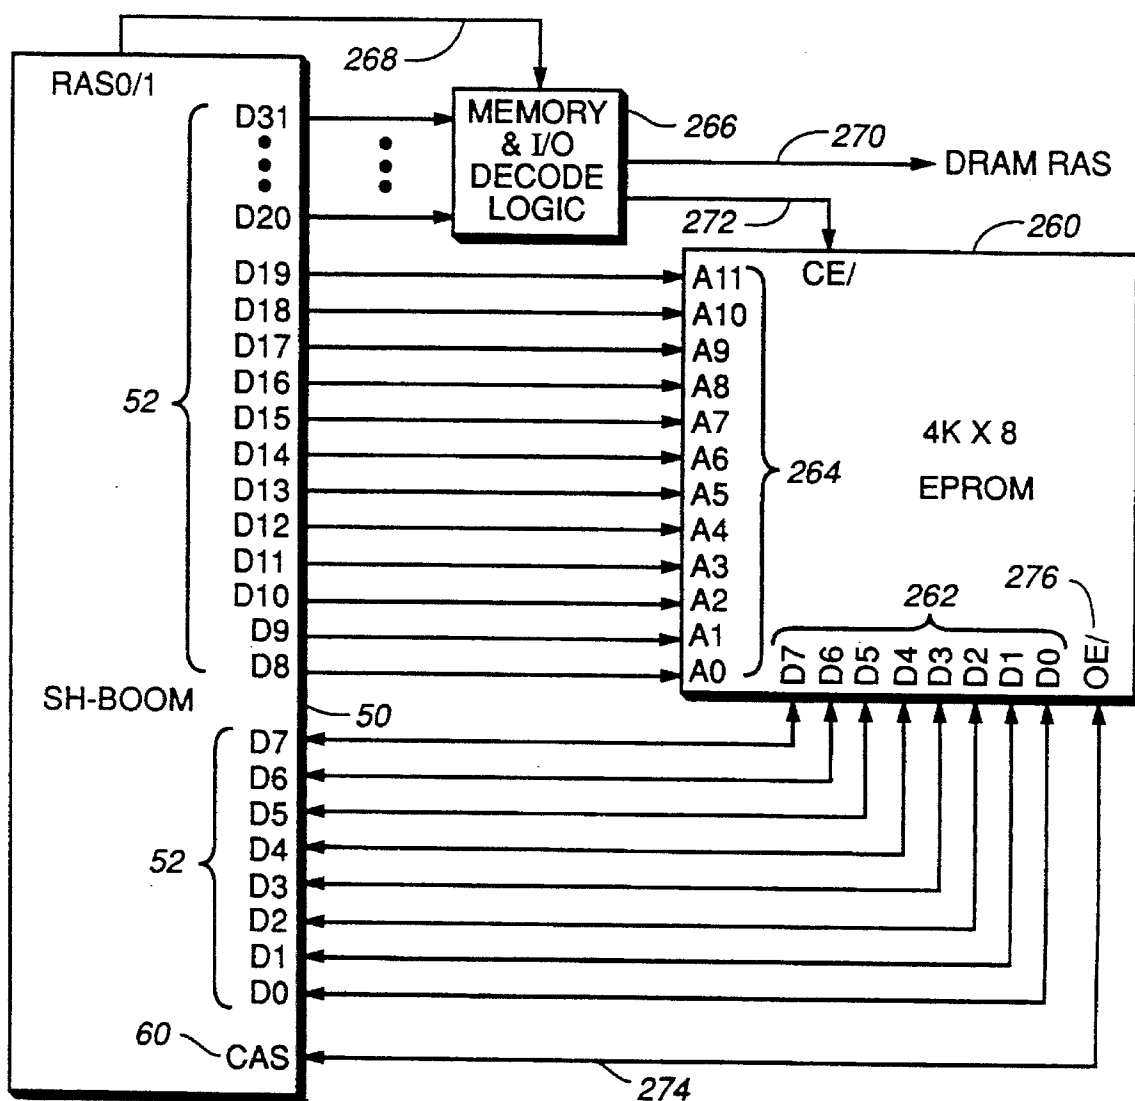 268
RAS0/1
D31
D20
MEMORY
& I/O
DECODE
LOGIC
266
270
DRAM RAS
272
260
D19
D18
D17
D16
D15
D14
D13
D12
D11
D10
D9
D8
52
A11
A10
A9
A8
A7
A6
A5
A4
A3
A2
A1
A0
264
CE/
4K X 8
EPROM
276
262
D7
D6
D5
D4
D3
D2
D1
D0
OE/
SH-BOOM
50
D7
D6
D5
D4
D3
D2
D1
D0
52
60
CAS
274